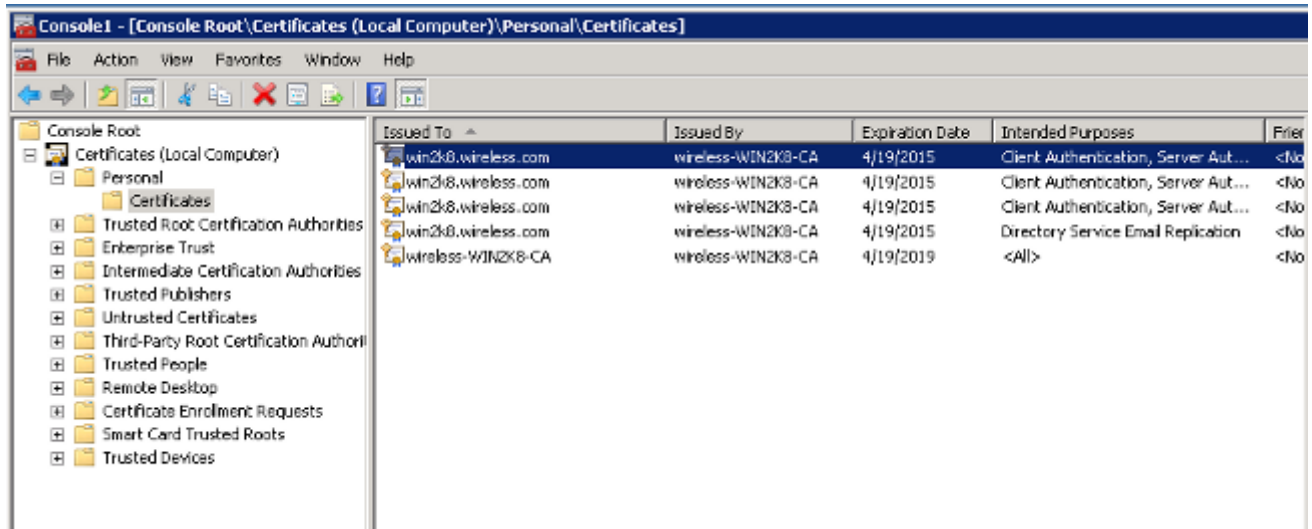 Console1 - [Console Root\Certificates (Local Computer)\Personal\Certificates]
File Action View Favorites Window Help
Console Root
Certificates (Local Computer)
Personal
Certificates
Trusted Root Certification Authorities
Enterprise Trust
Intermediate Certification Authorities
Trusted Publishers
Untrusted Certificates
Third-Party Root Certification Authori
Trusted People
Remote Desktop
Certificate Enrollment Requests
Smart Card Trusted Roots
Trusted Devices
Issued To Issued By Expiration Date Intended Purposes Frier
win2k8.wireless.com wireless-WIN2K8-CA 4/19/2015 Client Authentication, Server Aut... <No
win2k8.wireless.com wireless-WIN2K8-CA 4/19/2015 Client Authentication, Server Aut... <No
win2k8.wireless.com wireless-WIN2K8-CA 4/19/2015 Client Authentication, Server Aut... <No
win2k8.wireless.com wireless-WIN2K8-CA 4/19/2015 Directory Service Email Replication <No
wireless-WIN2K8-CA wireless-WIN2K8-CA 4/19/2019 <All> <No